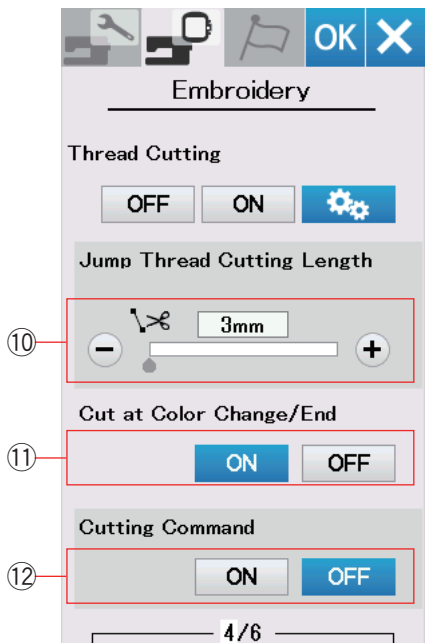 OK X
Embroidery
Thread Cutting
OFF ON
Jump Thread Cutting Length
⑩ 3mm
− +
Cut at Color Change/End
⑪ ON OFF
Cutting Command
⑫ ON OFF
4/6